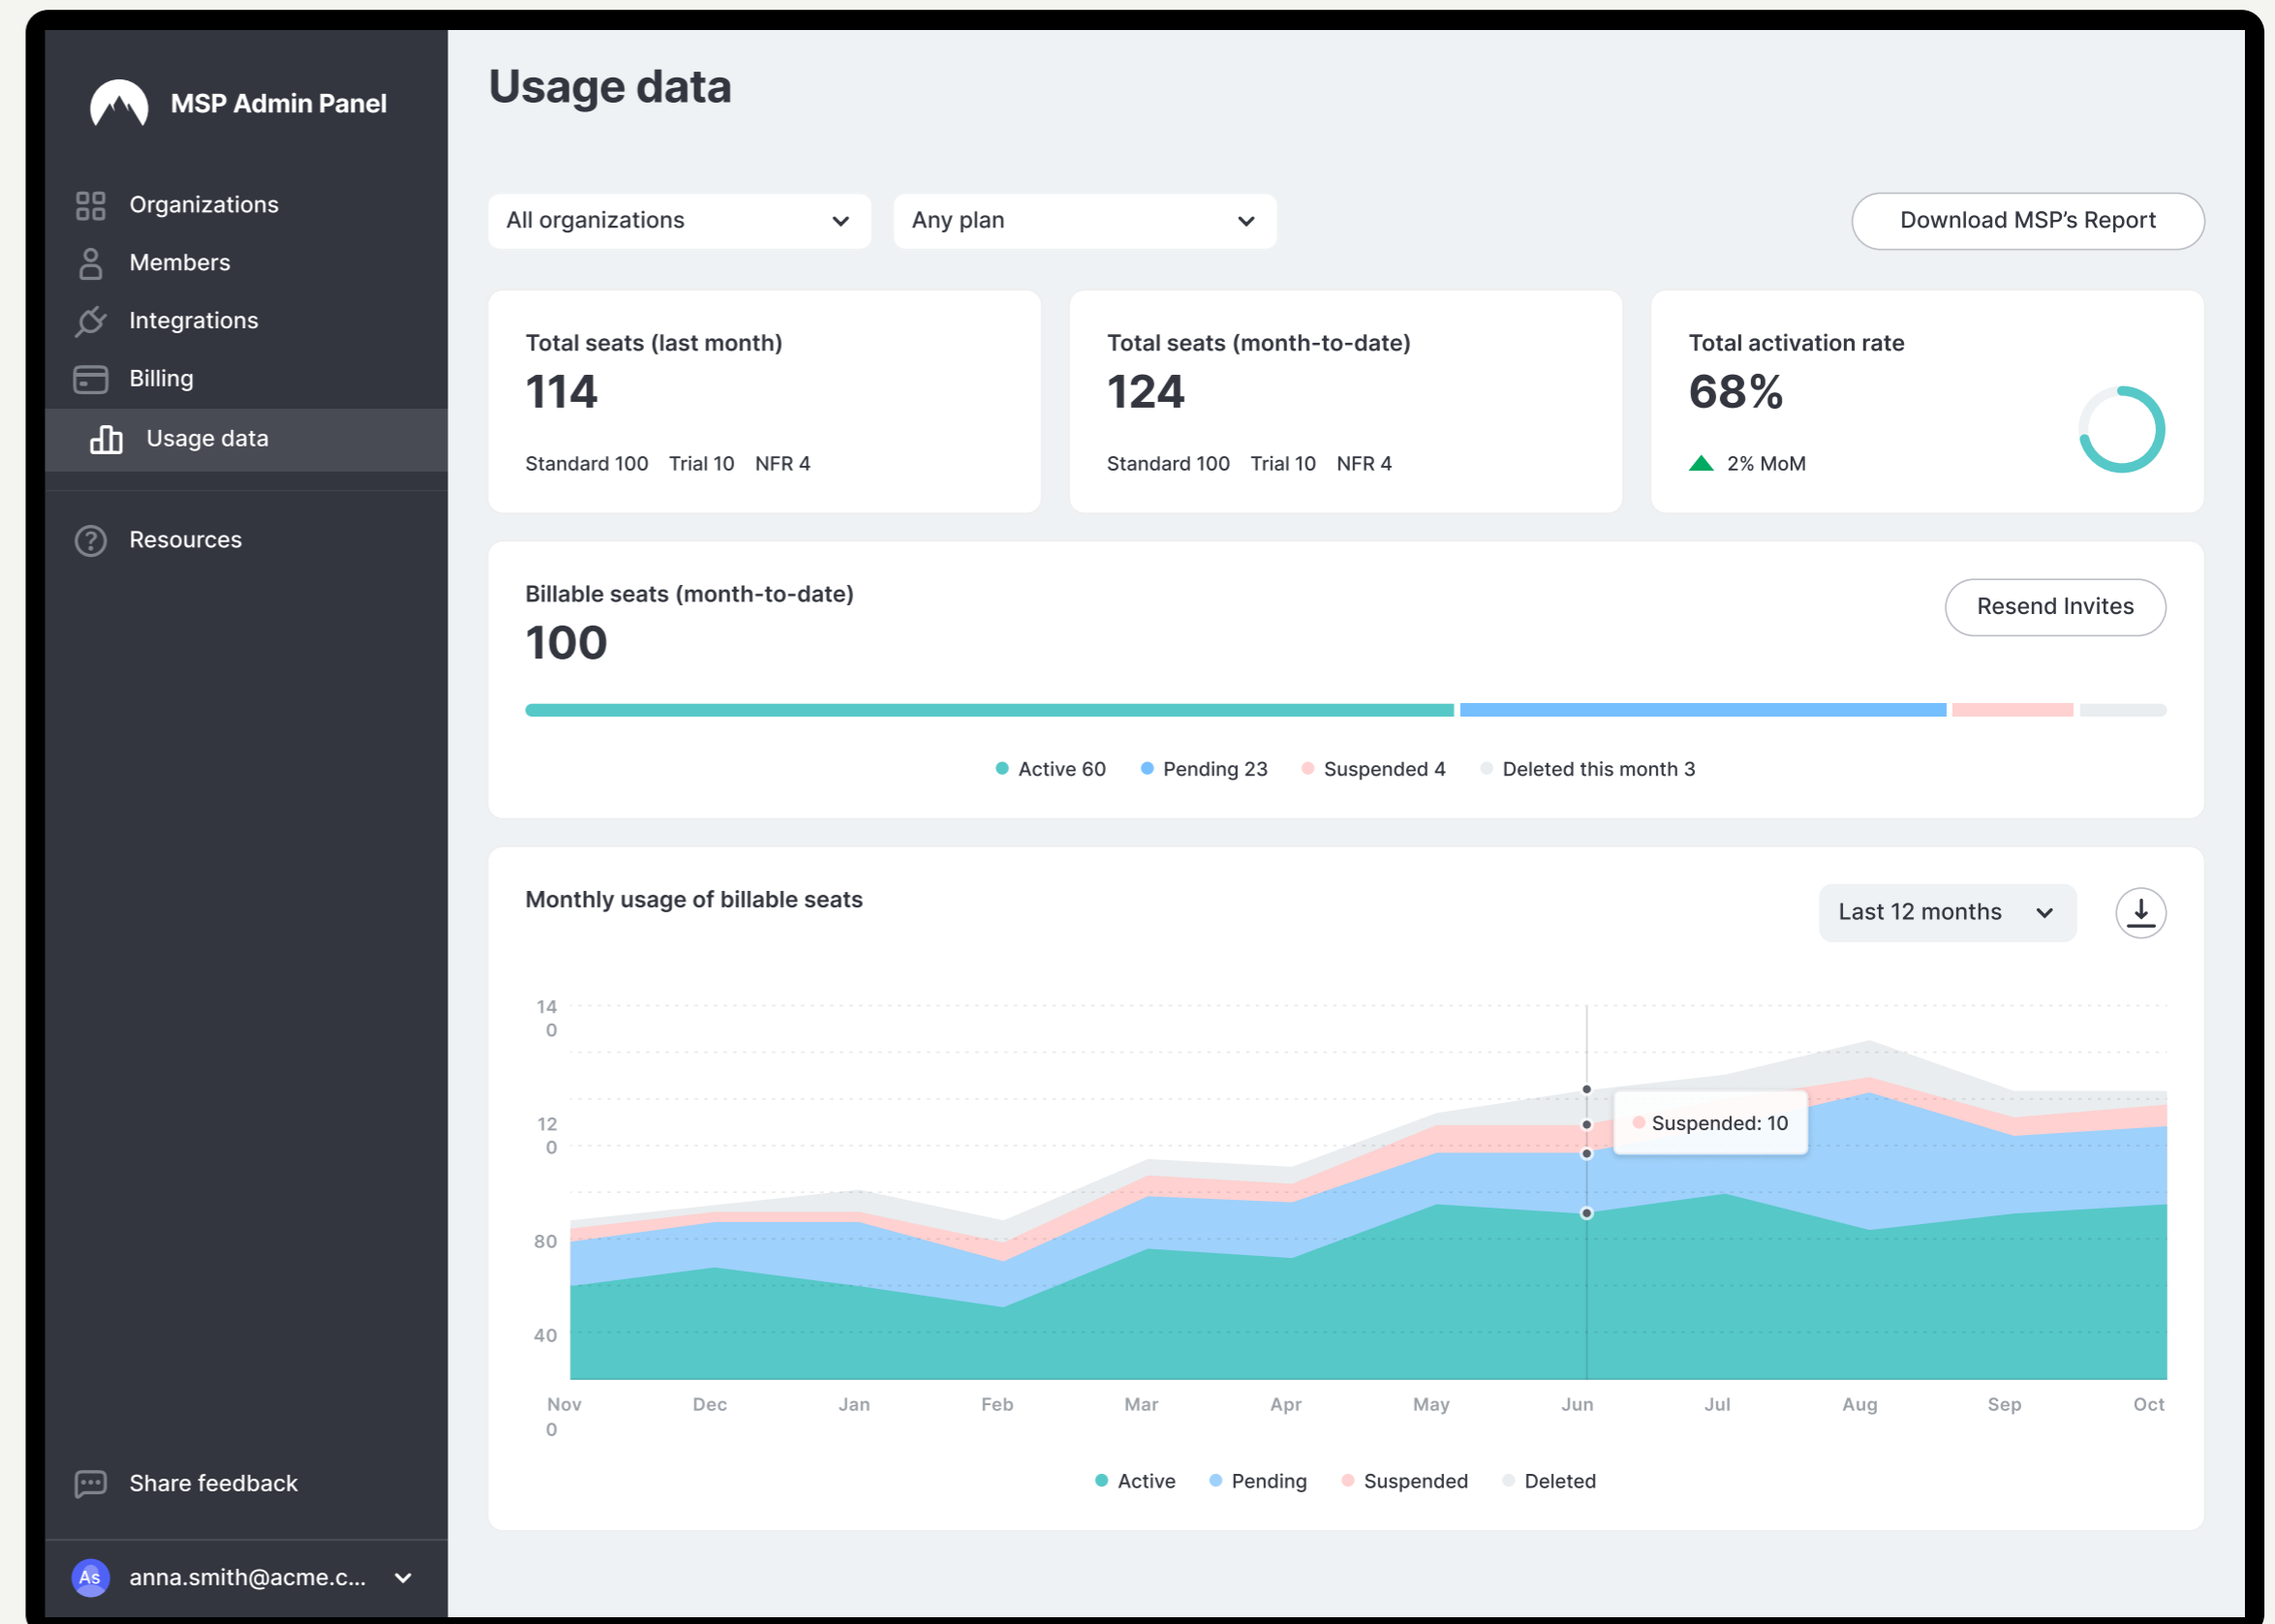 MSP Admin Panel
Organizations
Members
Integrations
Billing
Usage data
Resources
Share feedback
As
anna.smith@acme.c...
Usage data
All organizations
Any plan
Download MSP’s Report
Total seats (last month)
114
Standard 100 Trial 10 NFR 4
Total seats (month-to-date)
124
Standard 100 Trial 10 NFR 4
Total activation rate
68%
2% MoM
Billable seats (month-to-date)
100
Resend Invites
Active 60 Pending 23 Suspended 4 Deleted this month 3
Monthly usage of billable seats
Last 12 months
14
0
12
0
80
40
Suspended: 10
Nov Dec Jan Feb Mar Apr May Jun Jul Aug Sep Oct
0
Active Pending Suspended Deleted